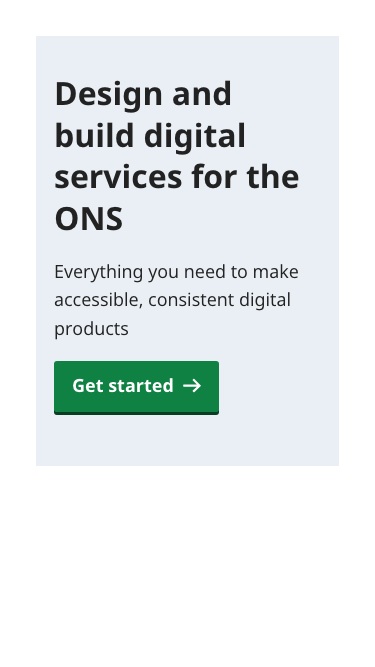 Design and
build digital
services for the
ONS
Everything you need to make
accessible, consistent digital
products
Get started →